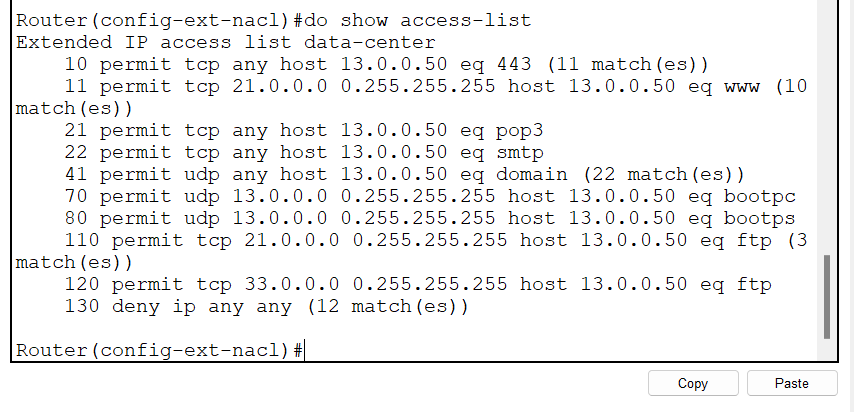 Router(config-ext-nacl)#do show access-list
Extended IP access list data-center
    10 permit tcp any host 13.0.0.50 eq 443 (11 match(es))
    11 permit tcp 21.0.0.0 0.255.255.255 host 13.0.0.50 eq www (10
match(es))
    21 permit tcp any host 13.0.0.50 eq pop3
    22 permit tcp any host 13.0.0.50 eq smtp
    41 permit udp any host 13.0.0.50 eq domain (22 match(es))
    70 permit udp 13.0.0.0 0.255.255.255 host 13.0.0.50 eq bootpc
    80 permit udp 13.0.0.0 0.255.255.255 host 13.0.0.50 eq bootps
    110 permit tcp 21.0.0.0 0.255.255.255 host 13.0.0.50 eq ftp (3
match(es))
    120 permit tcp 33.0.0.0 0.255.255.255 host 13.0.0.50 eq ftp
    130 deny ip any any (12 match(es))
Router(config-ext-nacl)#
Copy Paste